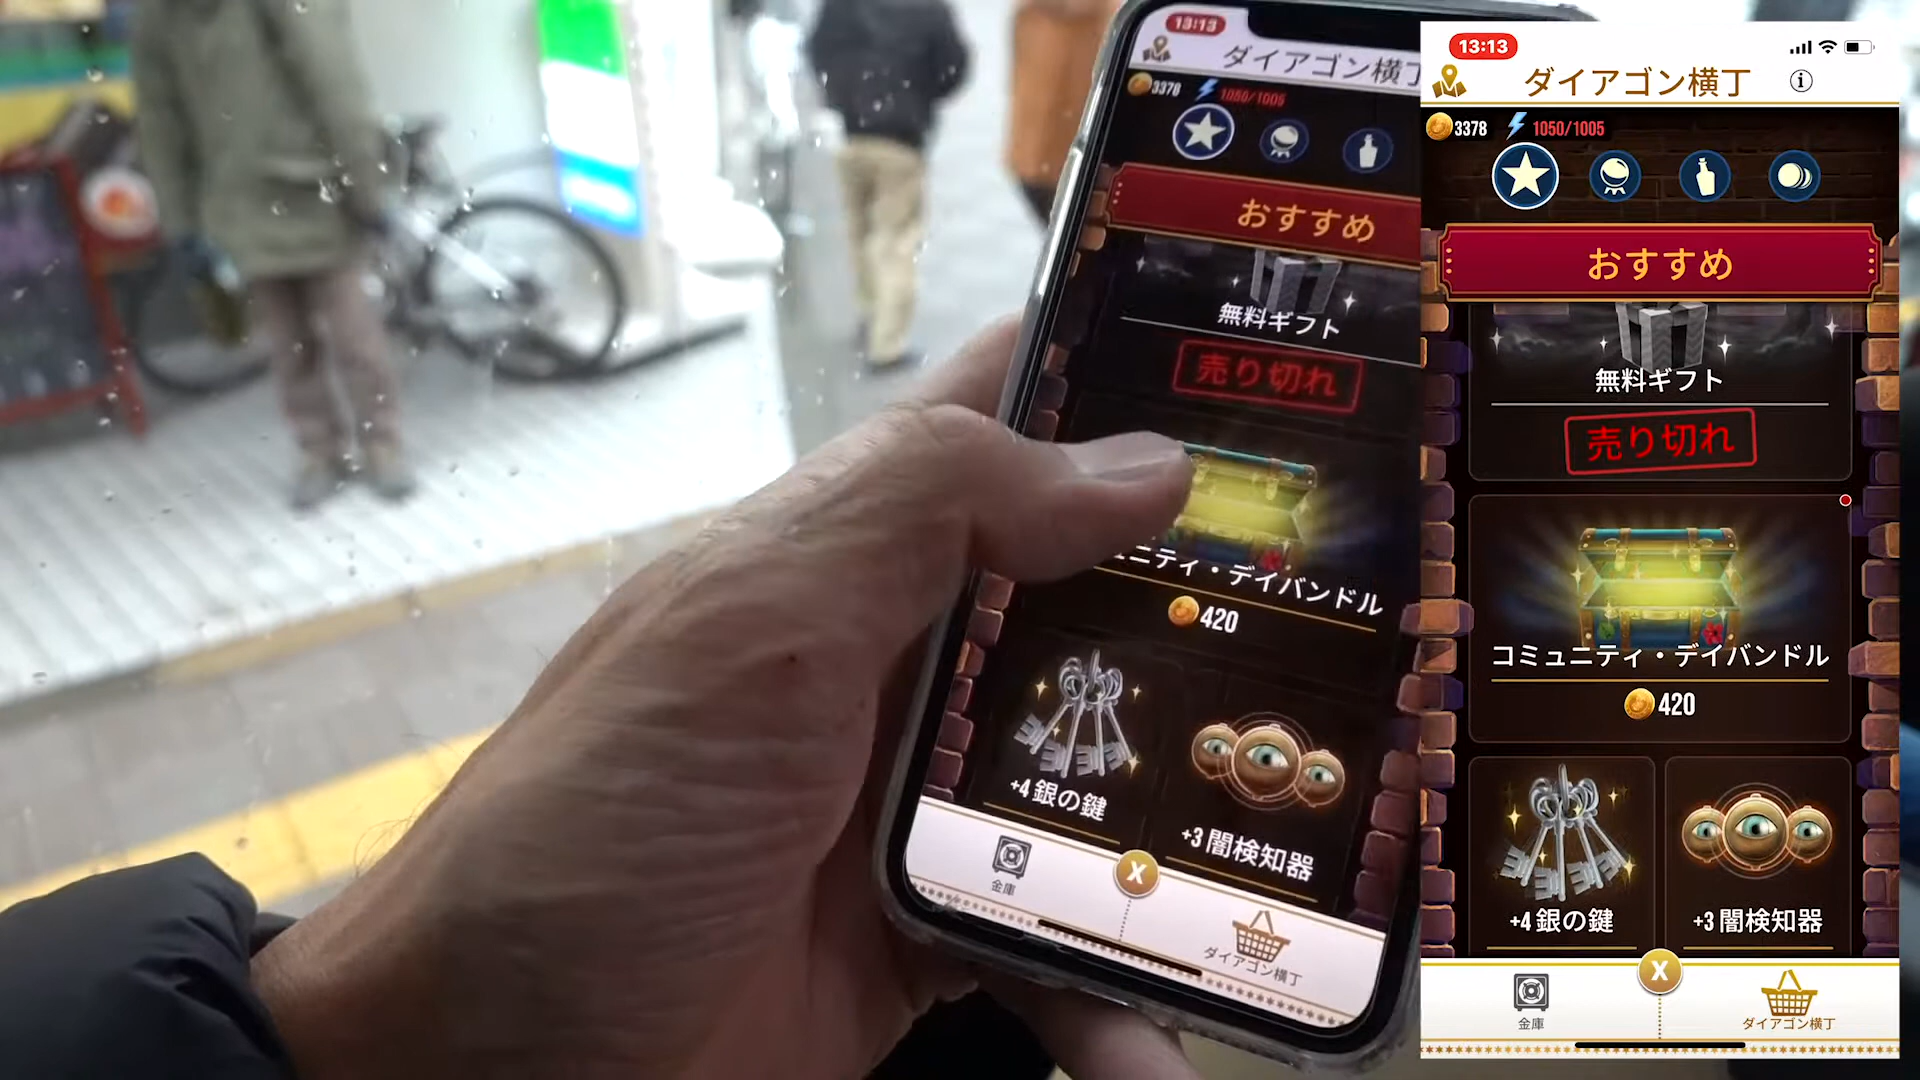 13:13
ダイアゴン横丁
3378 1050/1005
おすすめ
無料ギフト
売り切れ
ュニティ・デイバンドル
420
+4 銀の鍵
+3 闇検知器
金庫
X
ダイアゴン横丁
13:13
ダイアゴン横丁
3378 1050/1005
おすすめ
無料ギフト
売り切れ
コミュニティ・デイバンドル
420
+4 銀の鍵
+3 闇検知器
金庫
X
ダイアゴン横丁